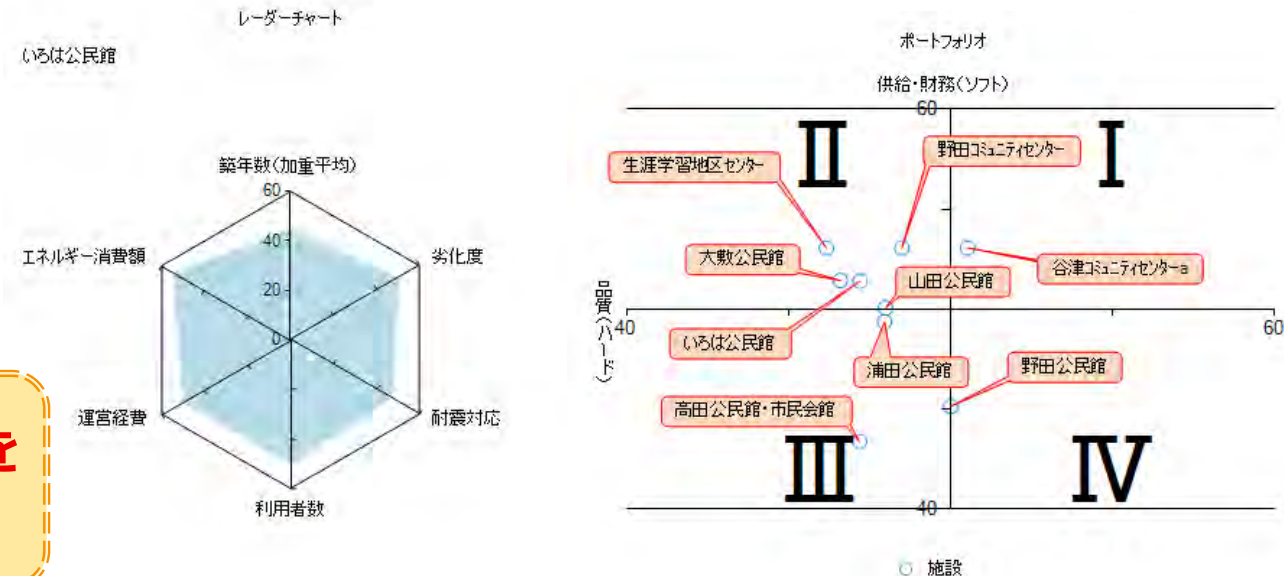 レーダーチャート
いろは公民館
築年数(加重平均)
60
40
20
0
エネルギー消費額
劣化度
運営経費
耐震対応
利用者数
を
ポートフォリオ
供給・財務(ソフト)
60
Ⅱ
Ⅰ
生涯学習地区センター
野田コミュニティセンター
大敷公民館
山田公民館
谷津コミュニティセンターa
品質(ハード)
40
60
いろは公民館
浦田公民館
野田公民館
高田公民館・市民会館
Ⅲ
Ⅳ
40
施設